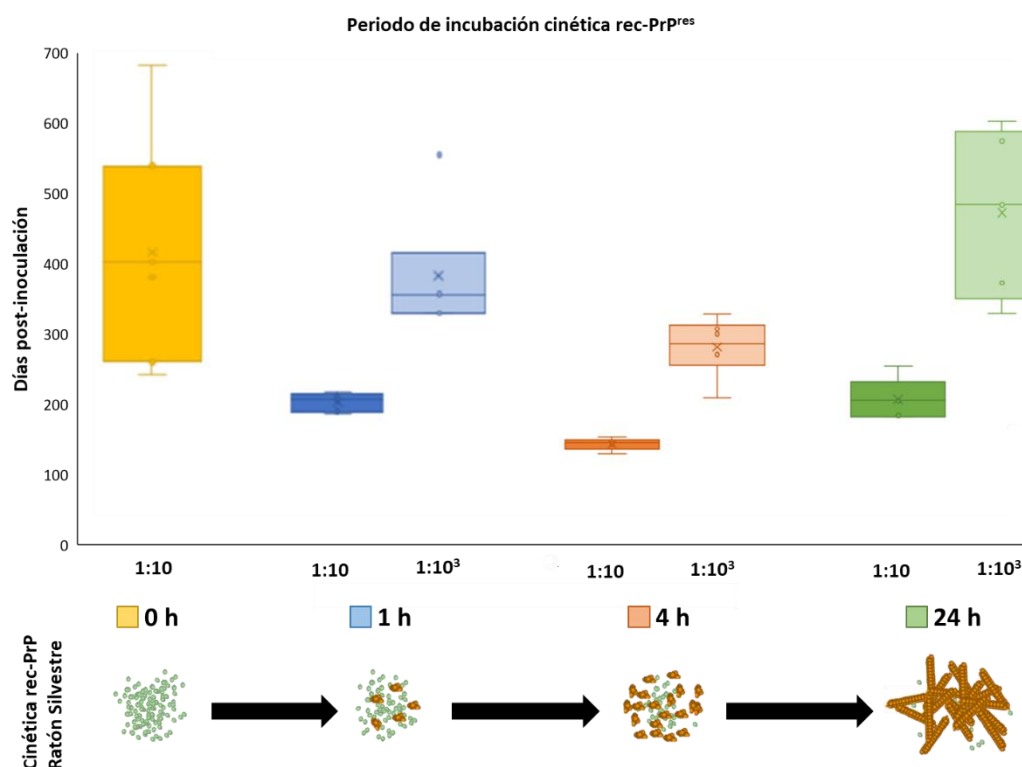 Periodo de incubación cinética rec-PrPʳᵉˢ
Días post-inoculación
700
600
500
400
300
200
100
0
1:10
1:10
1:10³
1:10
1:10³
1:10
1:10³
0 h
1 h
4 h
24 h
Cinética rec-PrP
Ratón Silvestre